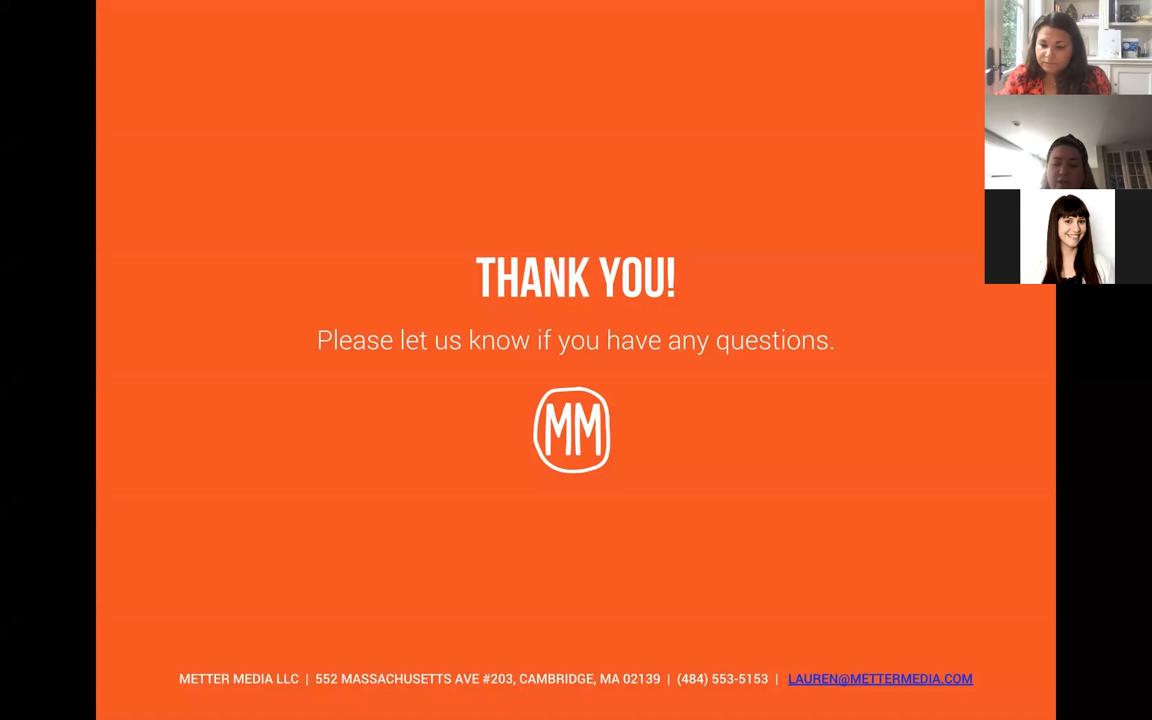 THANK YOU!
Please let us know if you have any questions.
MM
METTER MEDIA LLC | 552 MASSACHUSETTS AVE #203, CAMBRIDGE, MA 02139 | (484) 553-5153 | LAUREN@METTERMEDIA.COM